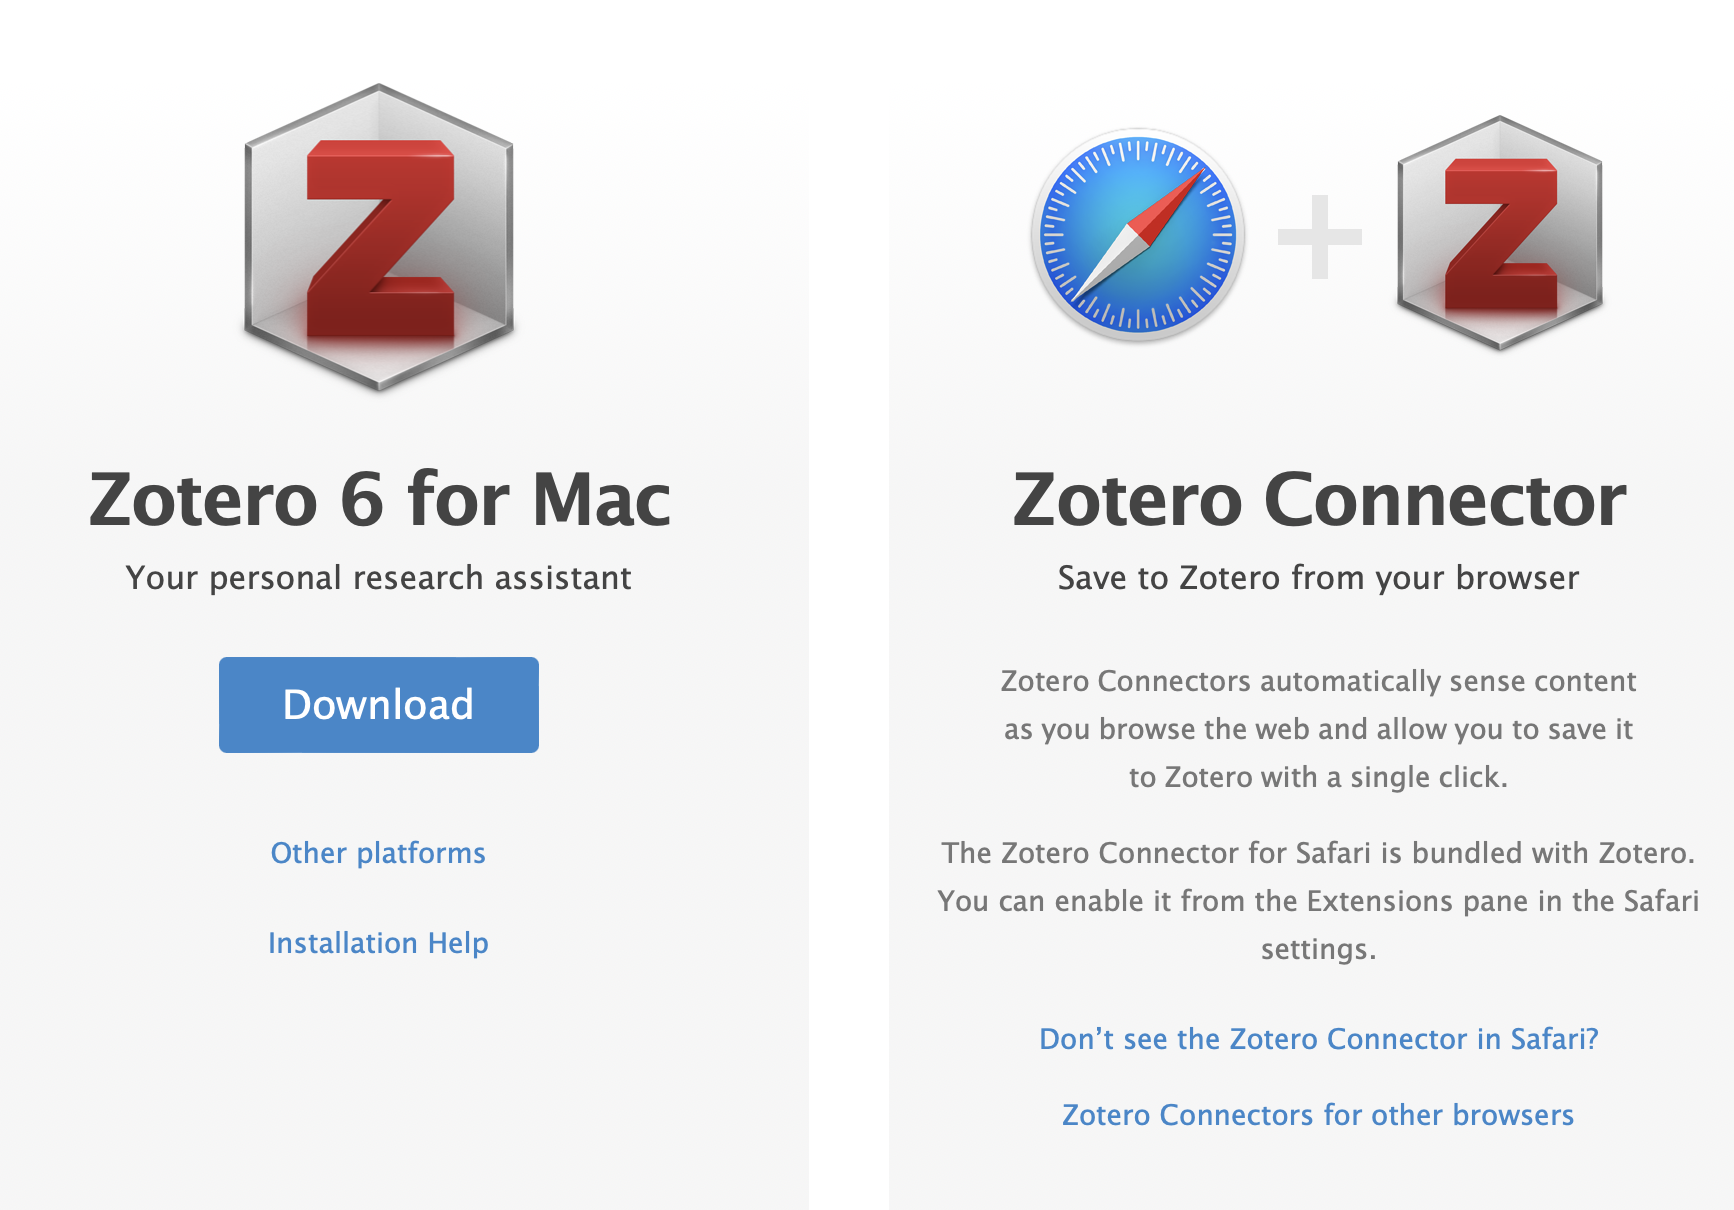 Z
Zotero 6 for Mac
Your personal research assistant
Download
Other platforms
Installation Help
Z
Zotero Connector
Save to Zotero from your browser
Zotero Connectors automatically sense content
as you browse the web and allow you to save it
to Zotero with a single click.
The Zotero Connector for Safari is bundled with Zotero.
You can enable it from the Extensions pane in the Safari
settings.
Don’t see the Zotero Connector in Safari?
Zotero Connectors for other browsers